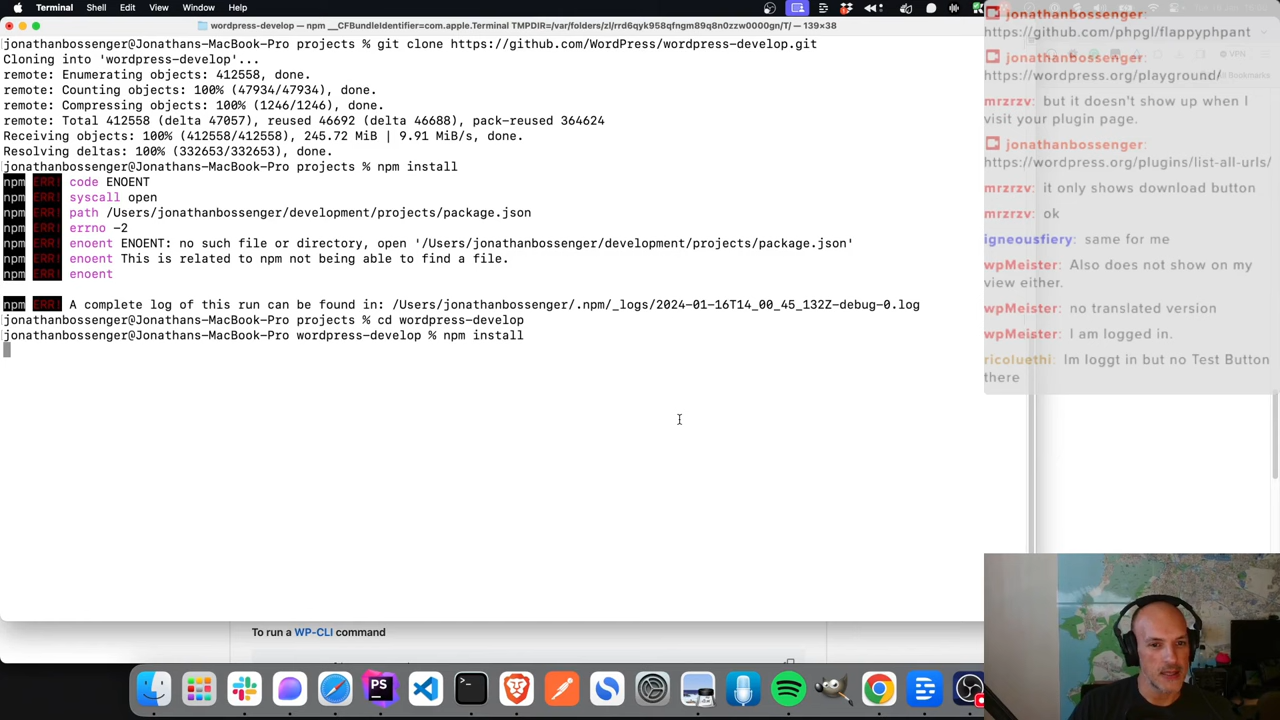 Terminal Shell Edit View Window Help
wordpress-develop — npm __CFBundleIdentifier=com.apple.Terminal TMPDIR=/var/folders/zl/rrd6qyk958qfngm89q8n0zzw0000gn/T/ — 139×38
jonathanbossenger@Jonathans-MacBook-Pro projects % git clone https://github.com/WordPress/wordpress-develop.git
Cloning into 'wordpress-develop'...
remote: Enumerating objects: 412558, done.
remote: Counting objects: 100% (47934/47934), done.
remote: Compressing objects: 100% (1246/1246), done.
remote: Total 412558 (delta 47057), reused 46692 (delta 46688), pack-reused 364624
Receiving objects: 100% (412558/412558), 245.72 MiB | 9.91 MiB/s, done.
Resolving deltas: 100% (332653/332653), done.
jonathanbossenger@Jonathans-MacBook-Pro projects % npm install
npm ERR! code ENOENT
npm ERR! syscall open
npm ERR! path /Users/jonathanbossenger/development/projects/package.json
npm ERR! errno -2
npm ERR! enoent ENOENT: no such file or directory, open '/Users/jonathanbossenger/development/projects/package.json'
npm ERR! enoent This is related to npm not being able to find a file.
npm ERR! enoent
npm ERR! A complete log of this run can be found in: /Users/jonathanbossenger/.npm/_logs/2024-01-16T14_00_45_132Z-debug-0.log
jonathanbossenger@Jonathans-MacBook-Pro projects % cd wordpress-develop
jonathanbossenger@Jonathans-MacBook-Pro wordpress-develop % npm install
To run a WP-CLI command
jonathanbossenger:
https://github.com/phpgl/flappyphpant
jonathanbossenger:
https://wordpress.org/playground/
mrzrzv: but it doesn't show up when I
visit your plugin page.
jonathanbossenger:
https://wordpress.org/plugins/list-all-urls/
mrzrzv: it only shows download button
mrzrzv: ok
igneousfiery: same for me
wpMeister: Also does not show on my
view either.
wpMeister: no translated version
wpMeister: I am logged in.
ricoluethi: Im loggt in but no Test Button
there
VPN
Bookmarks
PS